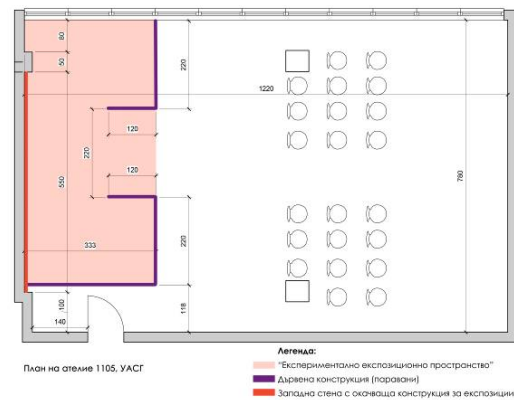 80
50
220
1220
120
220
120
550
780
333
220
100
118
140
План на ателие 1105, УАСГ
Легенда:
"Експериментално експозиционно пространство"
Дървена конструкция (паравани)
Западна стена с окачваща конструкция за експозиции